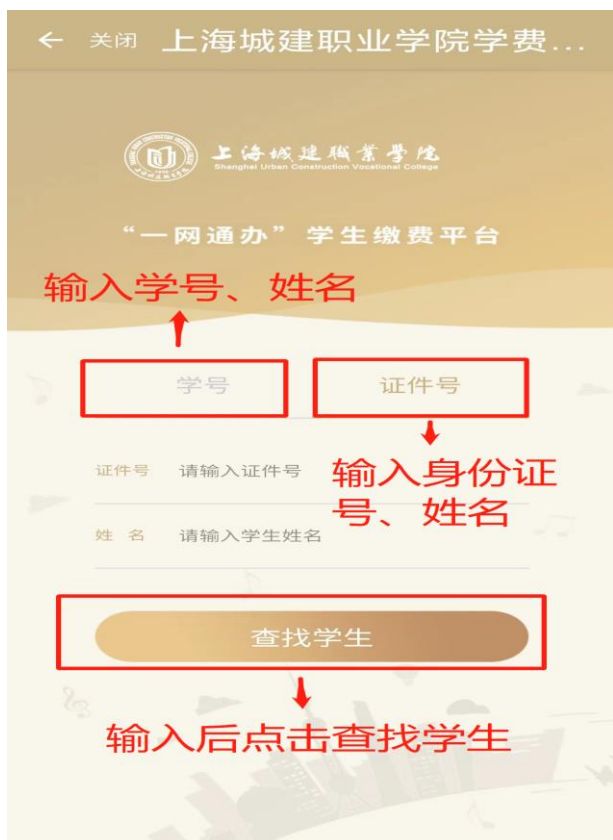 ← 关闭 上海城建职业学院学费...
上海城建職業學院
Shanghai Urban Construction Vocational College
“一网通办”学生缴费平台
输入学号、姓名
学号 证件号
证件号 请输入证件号
输入身份证
号、姓名
姓 名 请输入学生姓名
查找学生
输入后点击查找学生